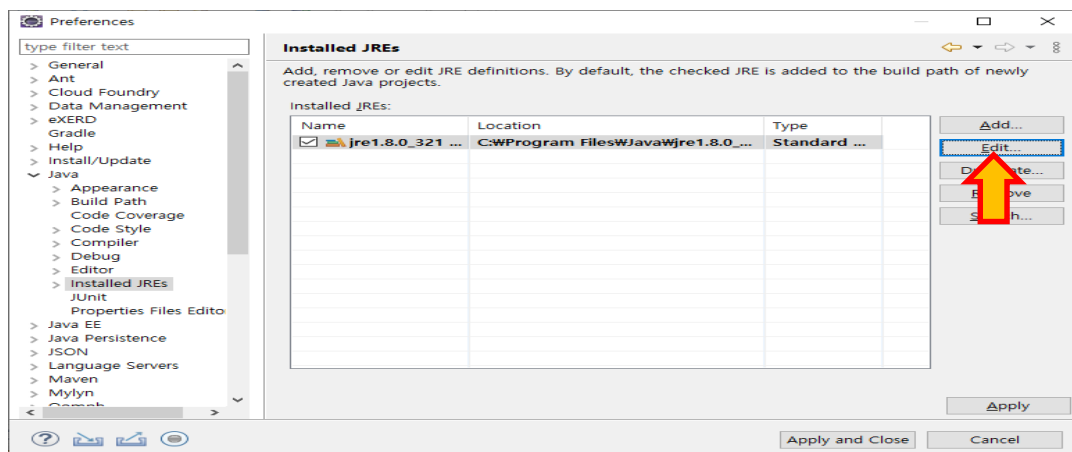 Preferences
type filter text
General
Ant
Cloud Foundry
Data Management
eXERD
Gradle
Help
Install/Update
Java
Appearance
Build Path
Code Coverage
Code Style
Compiler
Debug
Editor
Installed JREs
JUnit
Properties Files Edito
Java EE
Java Persistence
JSON
Language Servers
Maven
Mylyn
Installed JREs
Add, remove or edit JRE definitions. By default, the checked JRE is added to the build path of newly
created Java projects.
Installed JREs:
Name Location Type
jre1.8.0_321 ... C:₩Program Files₩Java₩jre1.8.0_... Standard ...
Add...
Edit...
Apply
Apply and Close Cancel